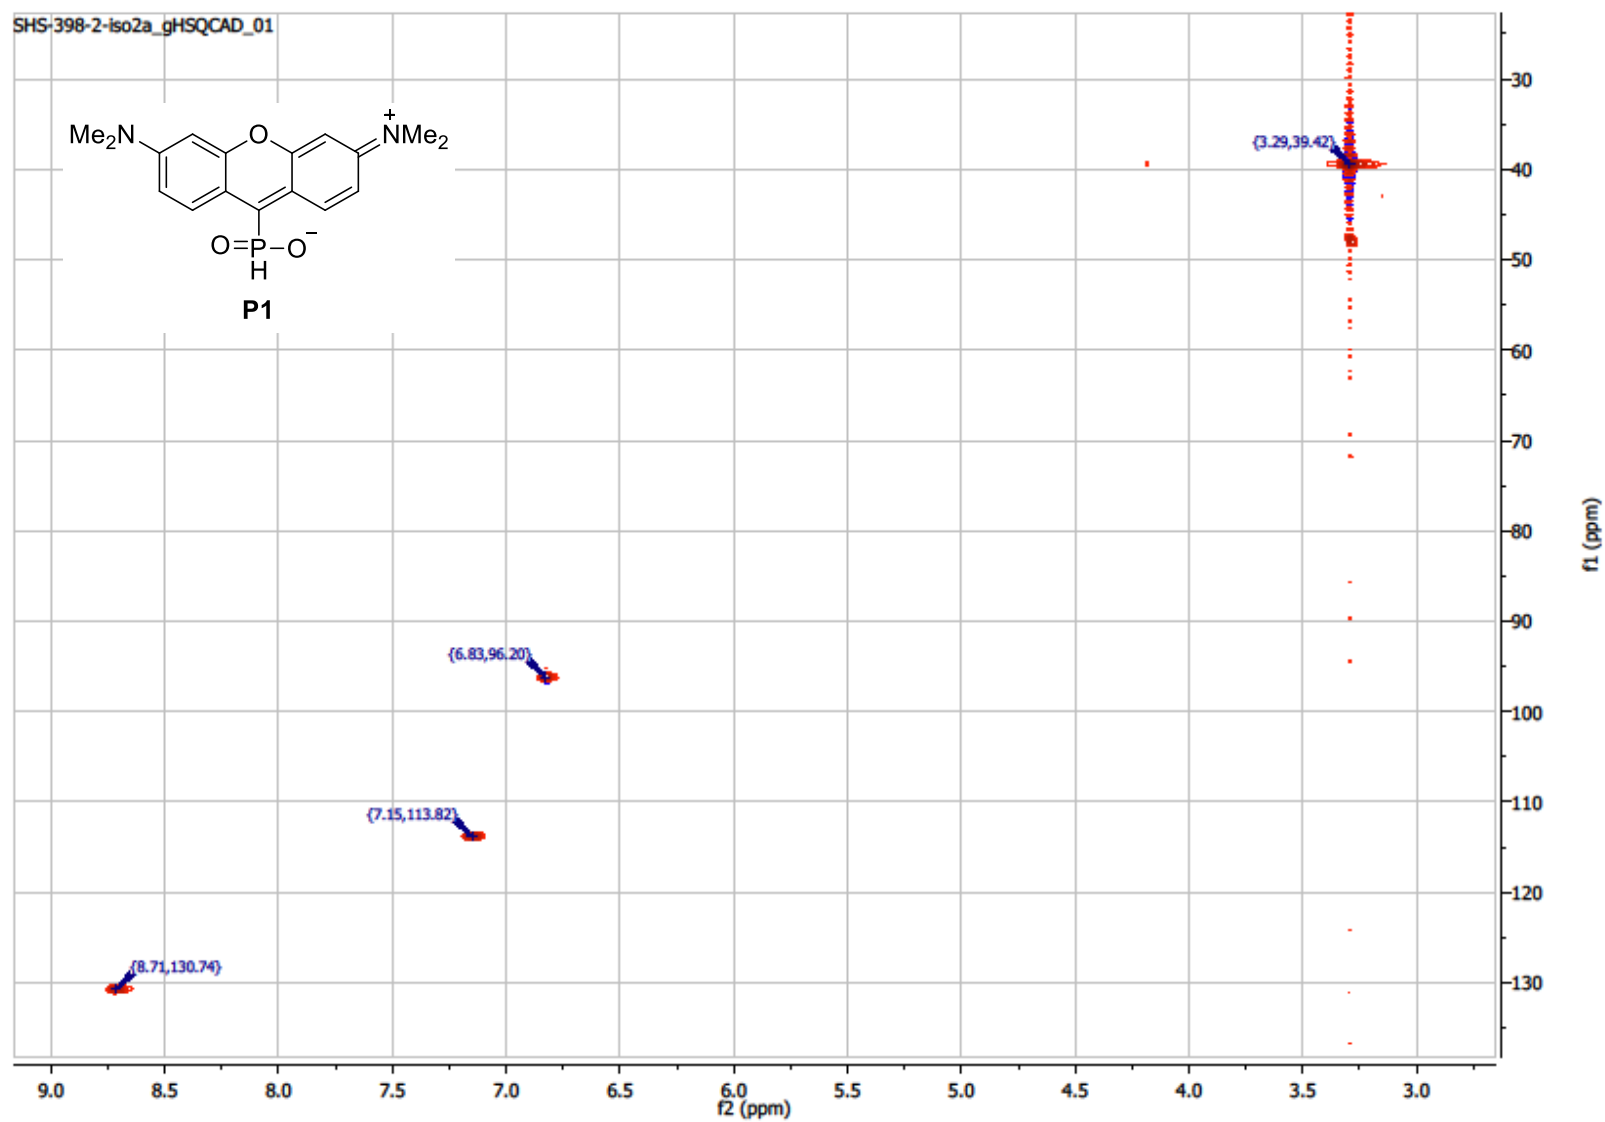 SHS-398-2-iso2a_gHSQCAD_01
Me2N
O
+
NMe2
O=P–O−
H
P1
{3.29,39.42}
{6.83,96.20}
{7.15,113.82}
{8.71,130.74}
30
40
50
60
70
80
90
100
110
120
130
f1 (ppm)
9.0 8.5 8.0 7.5 7.0 6.5 6.0 5.5 5.0 4.5 4.0 3.5 3.0
f2 (ppm)